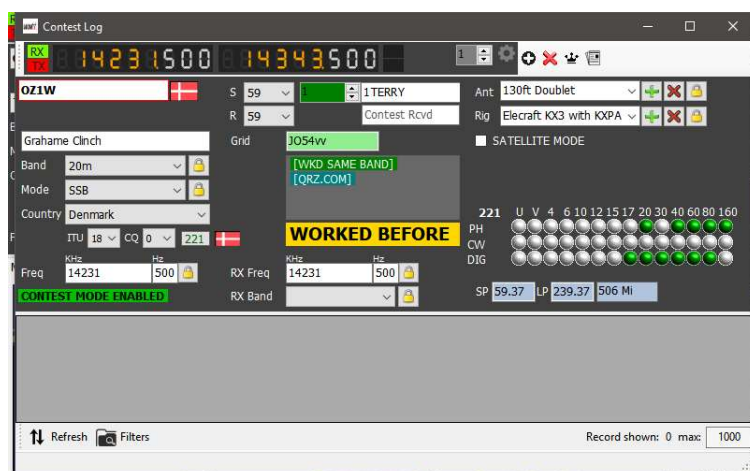 Contest Log
RX 14231.500 14343.500 1
TX
OZ1W S 59 1 1TERRY Ant 130ft Doublet
R 59 Contest Rcvd Rig Elecraft KX3 with KXPA
Grahame Clinch Grid JO54vv SATELLITE MODE
Band 20m [WKD SAME BAND]
Mode SSB [QRZ.COM]
Country Denmark 221 U V 4 6 10 12 15 17 20 30 40 60 80 160
ITU 18 CQ 0 221 WORKED BEFORE PH
CW
KHz Hz KHz Hz DIG
Freq 14231 500 RX Freq 14231 500
CONTEST MODE ENABLED RX Band SP 59.37 LP 239.37 506 Mi
Refresh Filters Record shown: 0 max: 1000